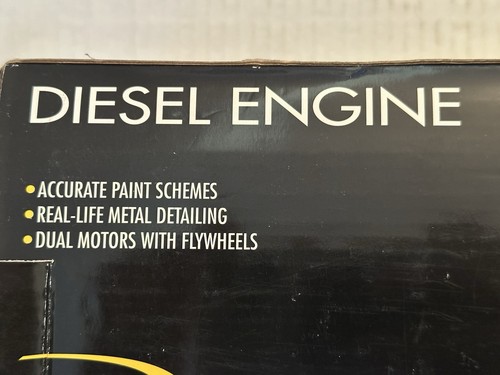 DIESEL ENGINE
• ACCURATE PAINT SCHEMES
• REAL-LIFE METAL DETAILING
• DUAL MOTORS WITH FLYWHEELS